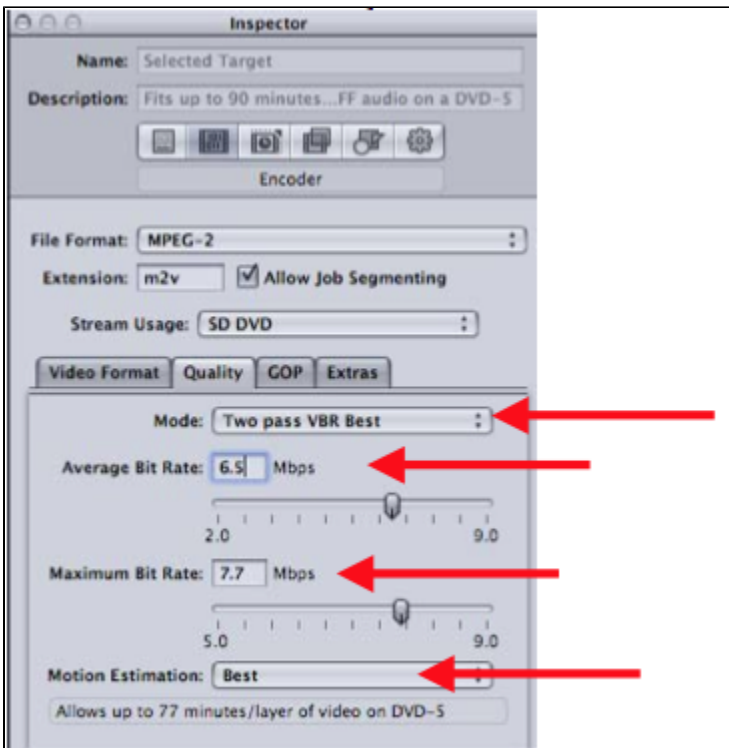 Inspector
Name: Selected Target
Description: Fits up to 90 minutes...FF audio on a DVD-5
Encoder
File Format: MPEG-2
Extension: m2v Allow Job Segmenting
Stream Usage: SD DVD
Video Format Quality GOP Extras
Mode: Two pass VBR Best
Average Bit Rate: 6.5 Mbps
2.0 9.0
Maximum Bit Rate: 7.7 Mbps
5.0 9.0
Motion Estimation: Best
Allows up to 77 minutes/layer of video on DVD-5